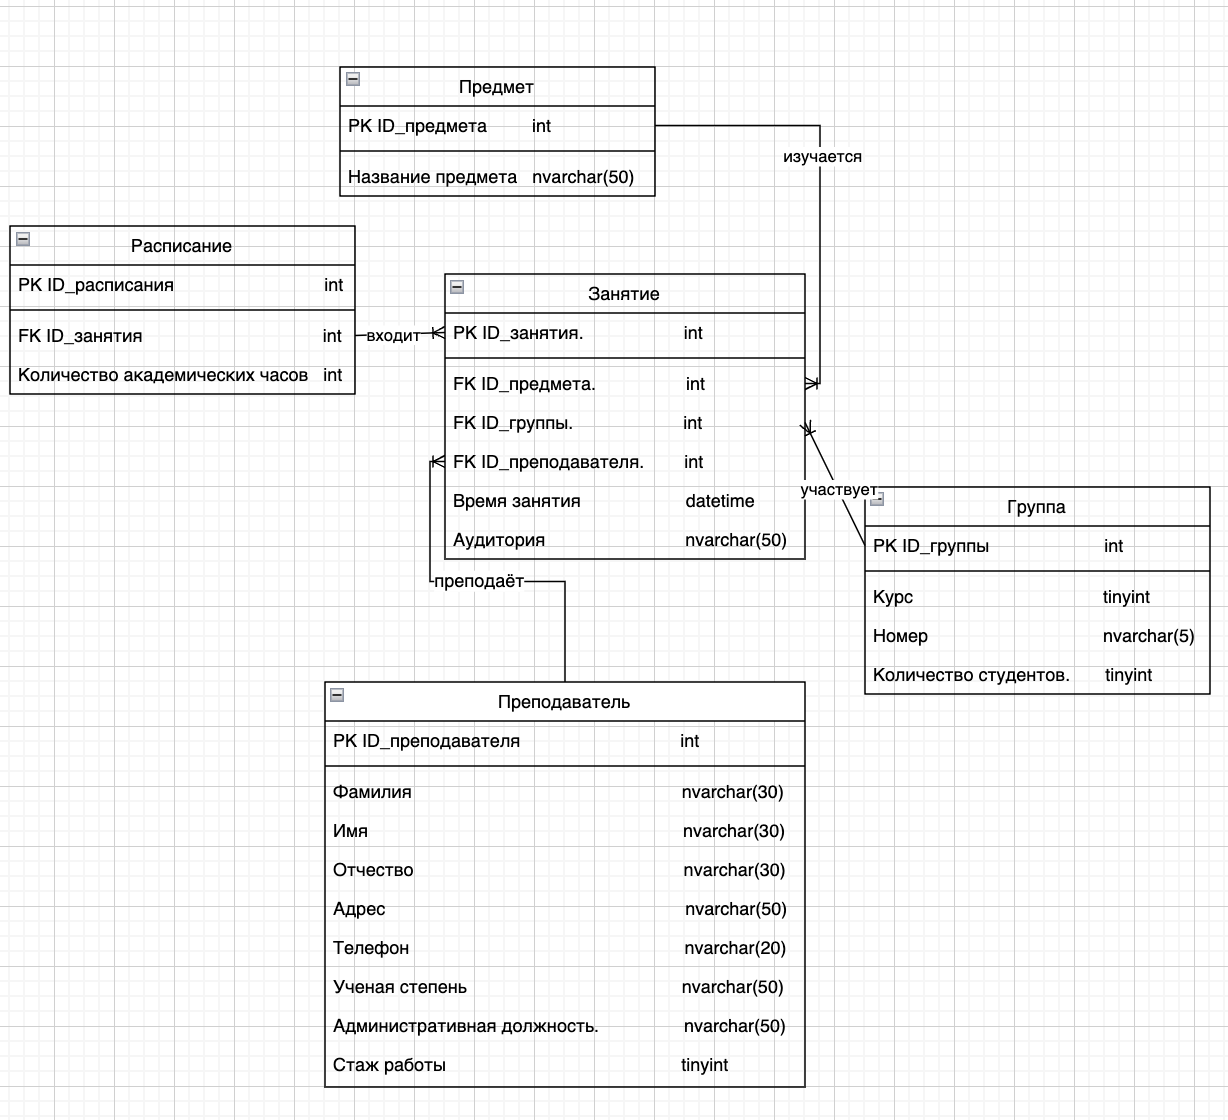 Предмет
PK ID_предмета int
Название предмета nvarchar(50)
изучается
Расписание
PK ID_расписания int
FK ID_занятия int
Количество академических часов int
входит
Занятие
PK ID_занятия. int
FK ID_предмета. int
FK ID_группы. int
FK ID_преподавателя. int
Время занятия datetime
Аудитория nvarchar(50)
участвует
Группа
PK ID_группы int
Курс tinyint
Номер nvarchar(5)
Количество студентов. tinyint
преподаёт
Преподаватель
PK ID_преподавателя int
Фамилия nvarchar(30)
Имя nvarchar(30)
Отчество nvarchar(30)
Адрес nvarchar(50)
Телефон nvarchar(20)
Ученая степень nvarchar(50)
Административная должность. nvarchar(50)
Стаж работы tinyint